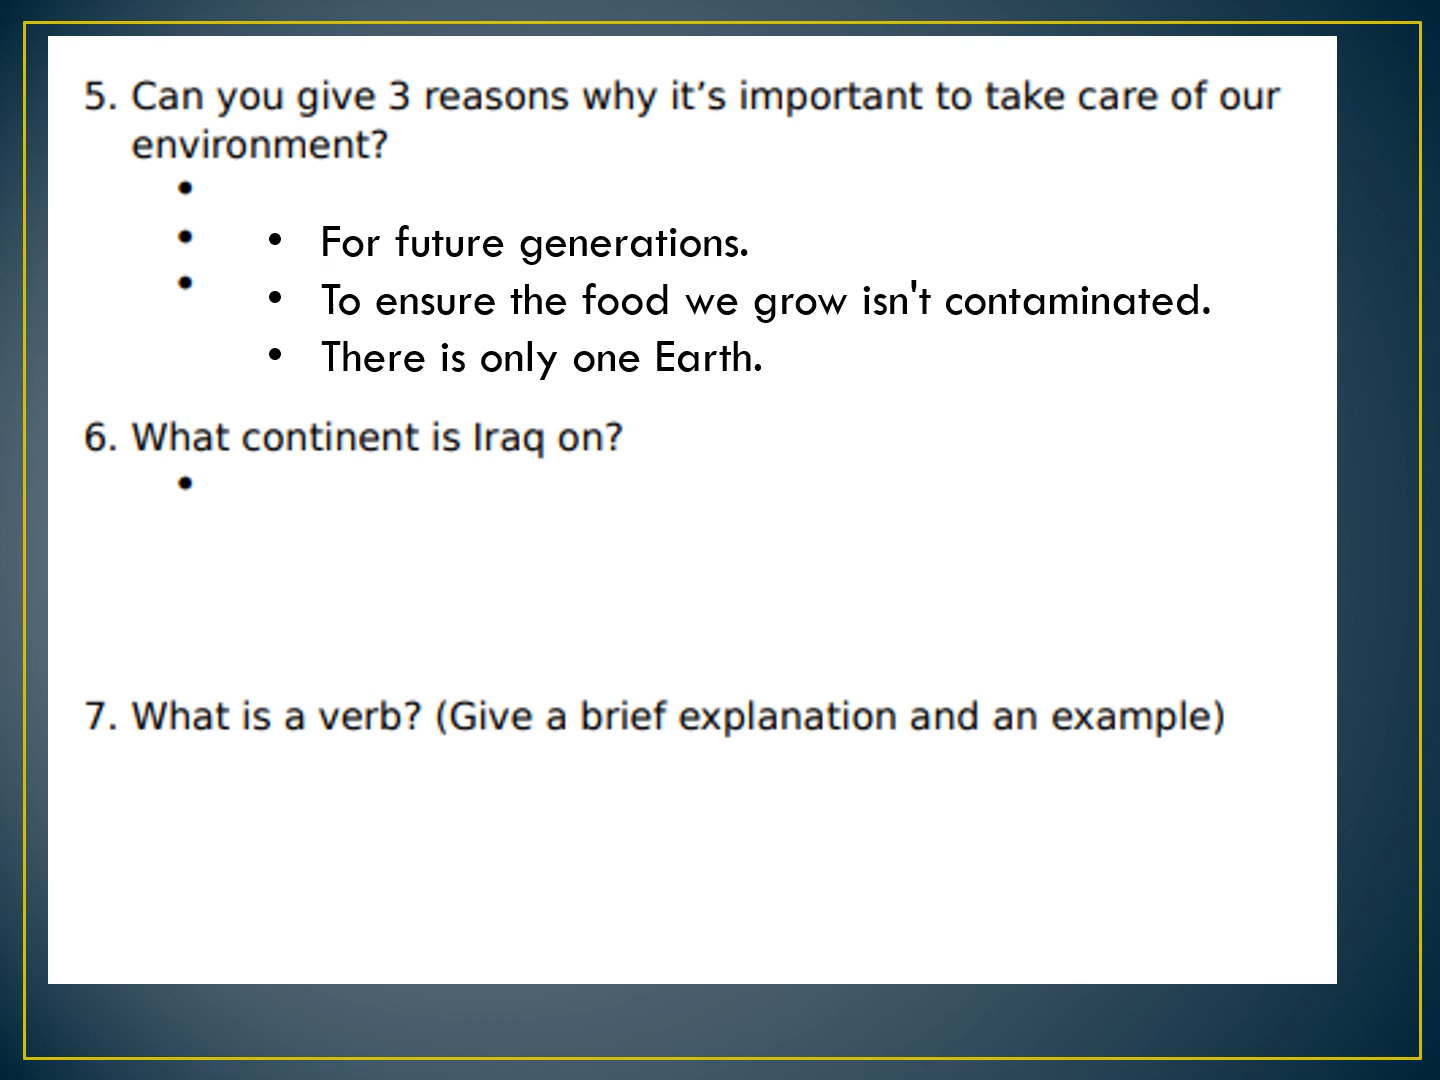 5. Can you give 3 reasons why it’s important to take care of our
environment?
•
•
•
• For future generations.
• To ensure the food we grow isn't contaminated.
• There is only one Earth.
6. What continent is Iraq on?
•
7. What is a verb? (Give a brief explanation and an example)